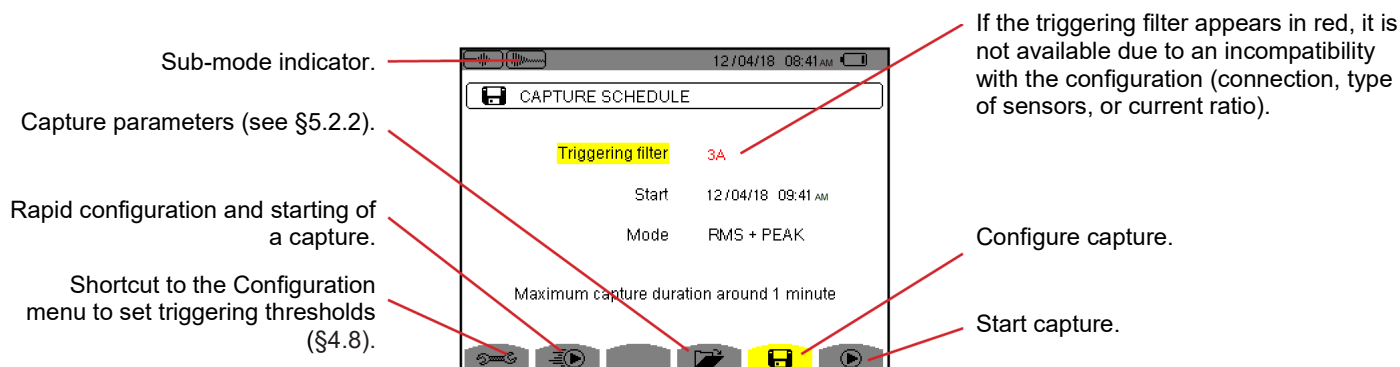 Sub-mode indicator.
Capture parameters (see §5.2.2).
Rapid configuration and starting of
a capture.
Shortcut to the Configuration
menu to set triggering thresholds
(§4.8).
12/04/18 08:41 AM
CAPTURE SCHEDULE
Triggering filter 3A
Start 12/04/18 09:41 AM
Mode RMS + PEAK
Maximum capture duration around 1 minute
If the triggering filter appears in red, it is
not available due to an incompatibility
with the configuration (connection, type
of sensors, or current ratio).
Configure capture.
Start capture.